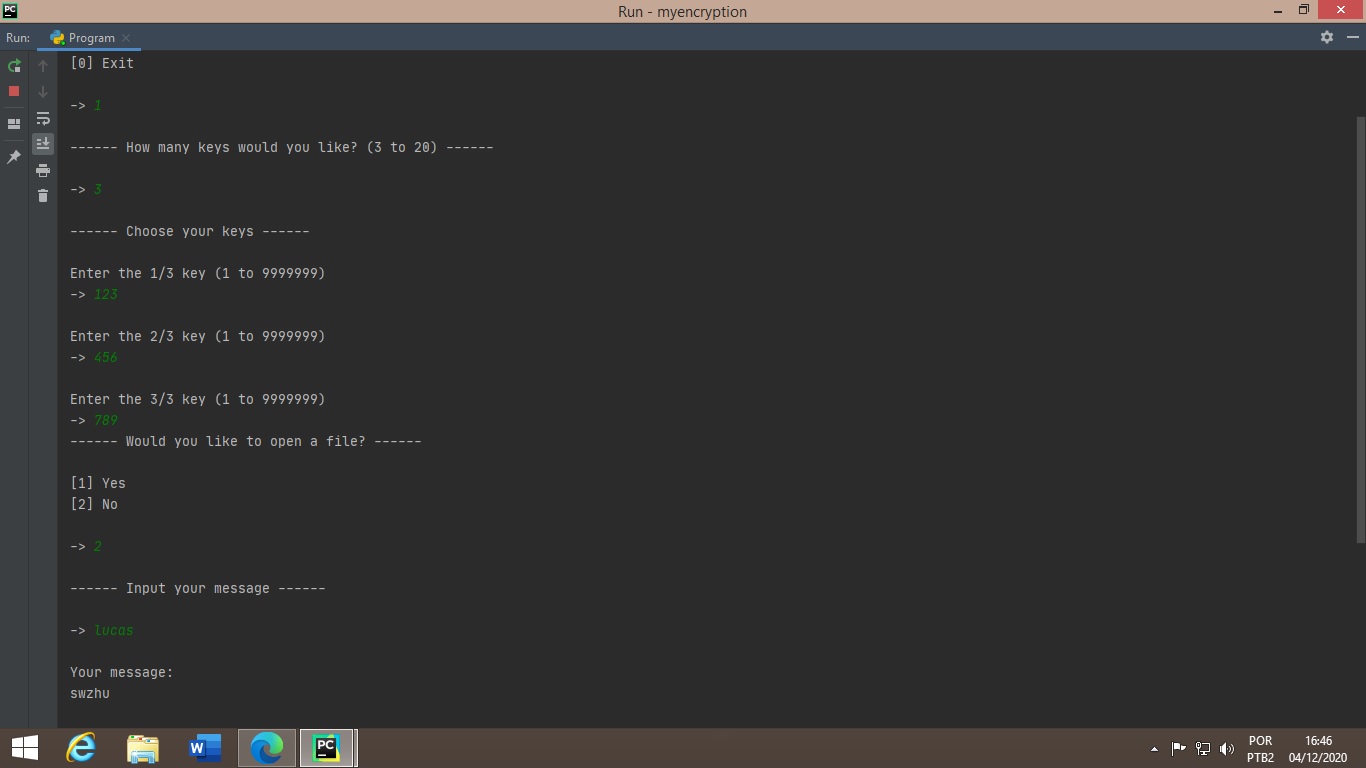 Run - myencryption
Run: Program
[0] Exit
-> 1
------ How many keys would you like? (3 to 20) ------
-> 3
------ Choose your keys ------
Enter the 1/3 key (1 to 9999999)
-> 123
Enter the 2/3 key (1 to 9999999)
-> 456
Enter the 3/3 key (1 to 9999999)
-> 789
------ Would you like to open a file? ------
[1] Yes
[2] No
-> 2
------ Input your message ------
-> lucas
Your message:
swzhu
POR 16:46
PTB2 04/12/2020